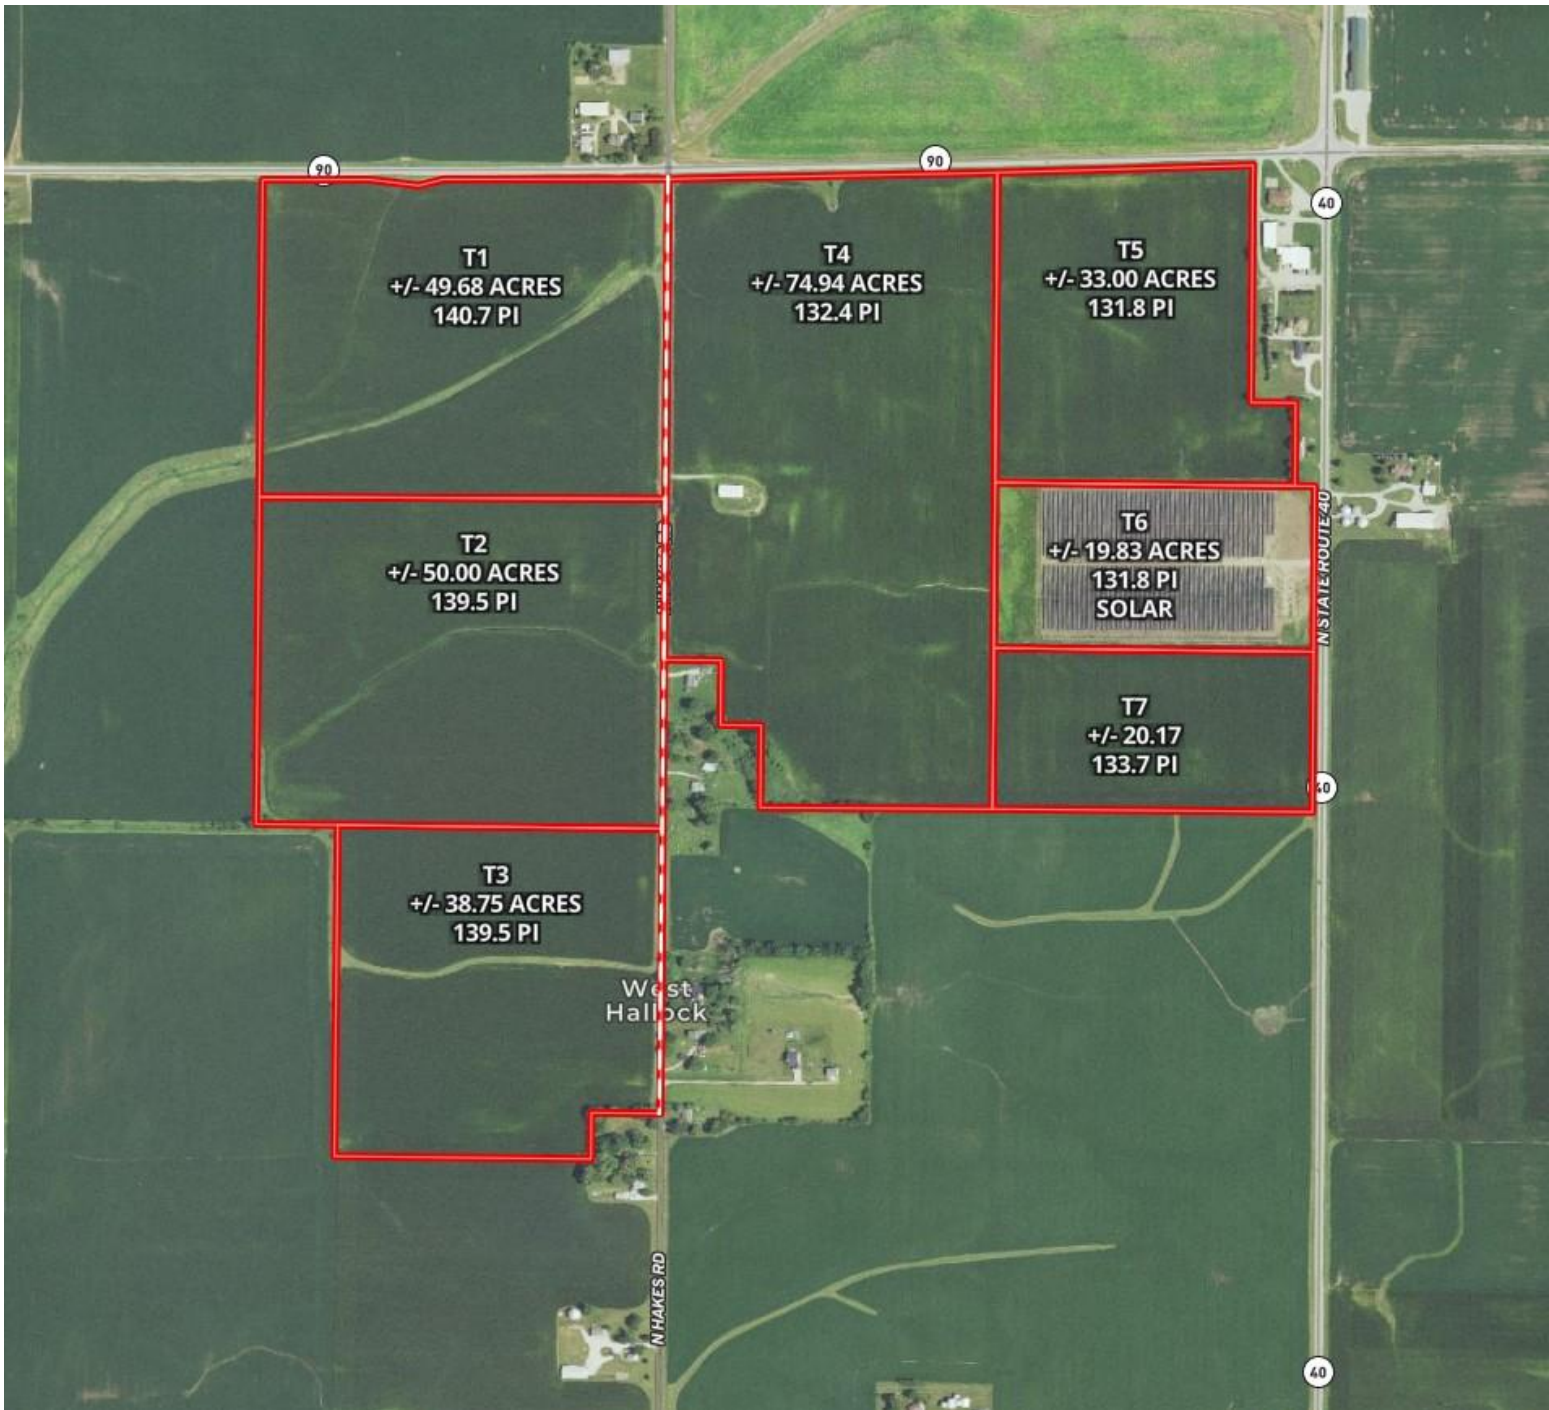 90
90
40
T1
+/- 49.68 ACRES
140.7 PI
T4
+/- 74.94 ACRES
132.4 PI
T5
+/- 33.00 ACRES
131.8 PI
T2
+/- 50.00 ACRES
139.5 PI
T6
+/- 19.83 ACRES
131.8 PI
SOLAR
N STATE ROUTE 40
T7
+/- 20.17
133.7 PI
40
T3
+/- 38.75 ACRES
139.5 PI
West
Hallock
N HAKES RD
40